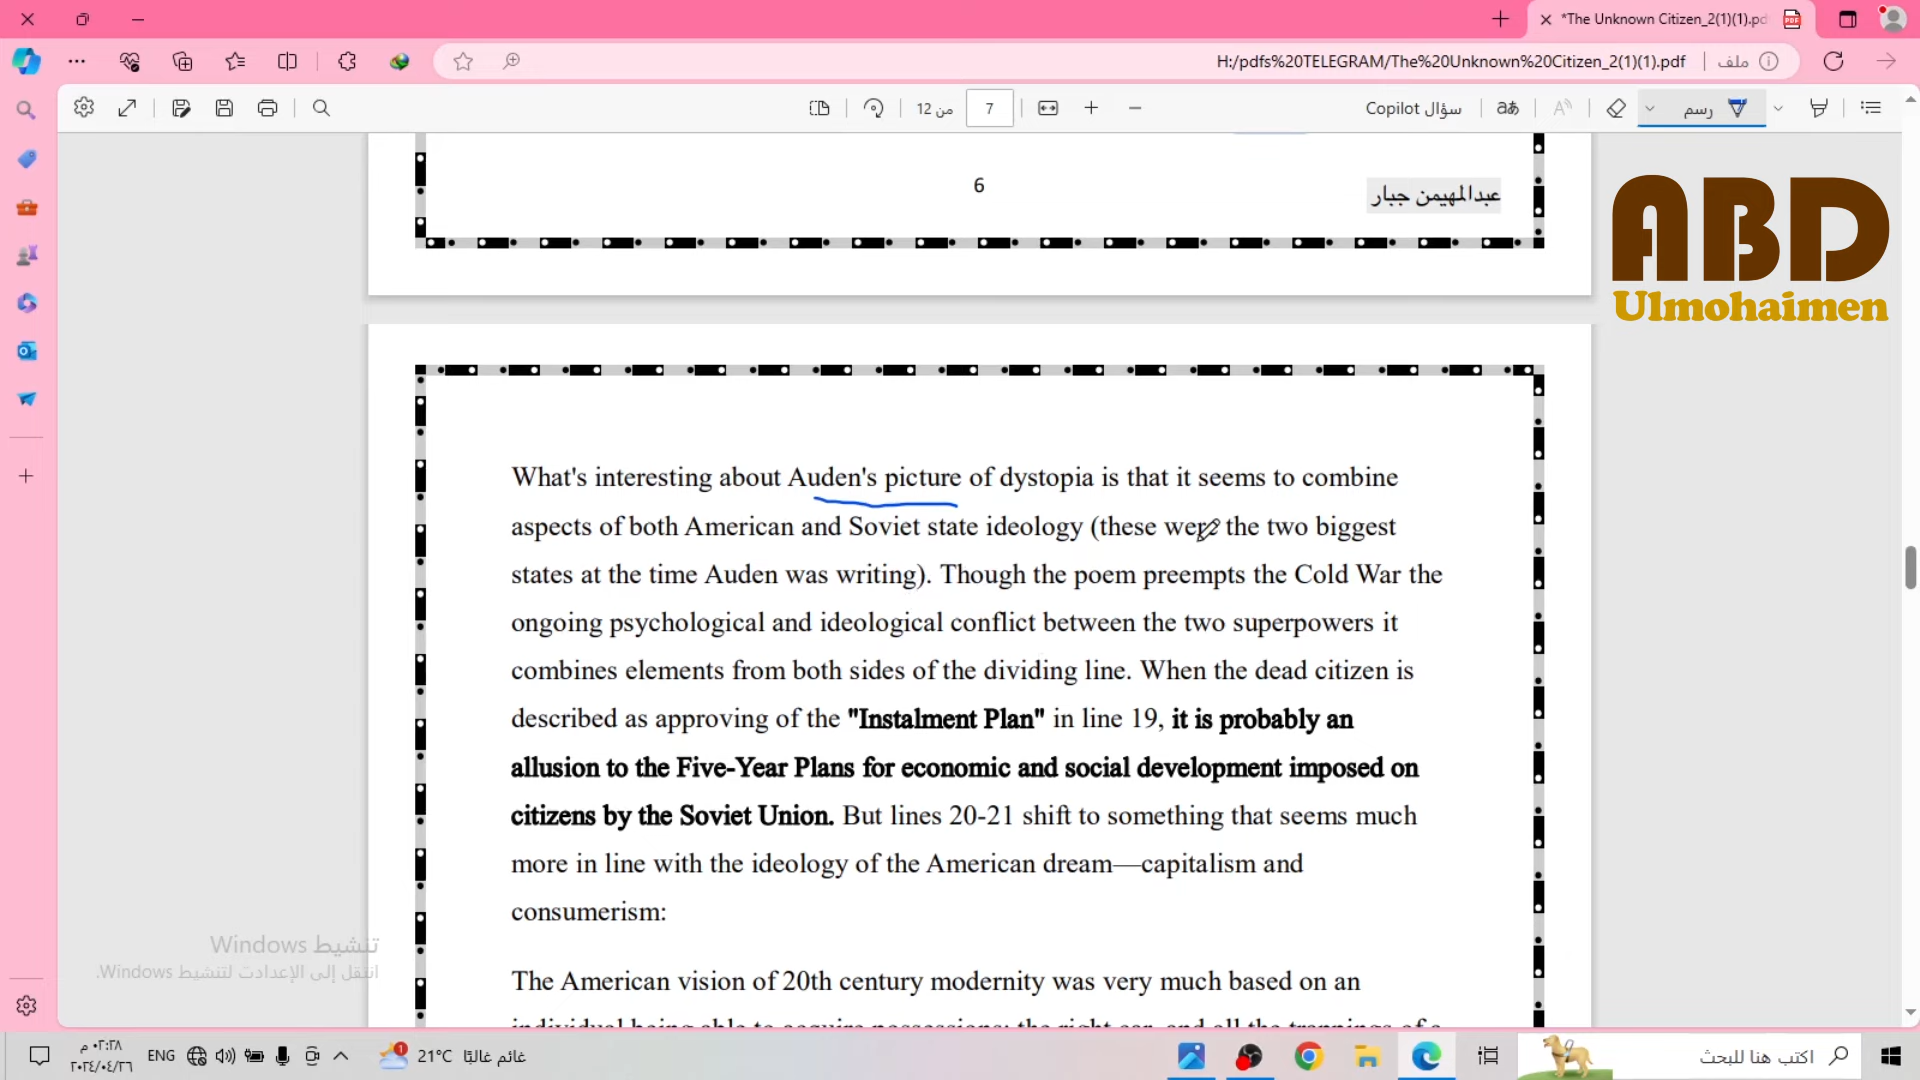 *The Unknown Citizen_2(1)(1).pd
H:/pdfs%20TELEGRAM/The%20Unknown%20Citizen_2(1)(1).pdf
ملف
سؤال Copilot
7
من 12
رسم
6
عبدالمهيمن جبار
ABD
Ulmohaimen
What's interesting about Auden's picture of dystopia is that it seems to combine
aspects of both American and Soviet state ideology (these were the two biggest
states at the time Auden was writing). Though the poem preempts the Cold War the
ongoing psychological and ideological conflict between the two superpowers it
combines elements from both sides of the dividing line. When the dead citizen is
described as approving of the "Instalment Plan" in line 19, it is probably an
allusion to the Five-Year Plans for economic and social development imposed on
citizens by the Soviet Union. But lines 20-21 shift to something that seems much
more in line with the ideology of the American dream—capitalism and
consumerism:
The American vision of 20th century modernity was very much based on an
تنشيط Windows
انتقل إلى الإعدادت لتنشيط Windows.
٠٢:٢٨ م
٢٠٢٤/٠٤/٢٦
ENG
21°C غائم غالبًا
اكتب هنا للبحث